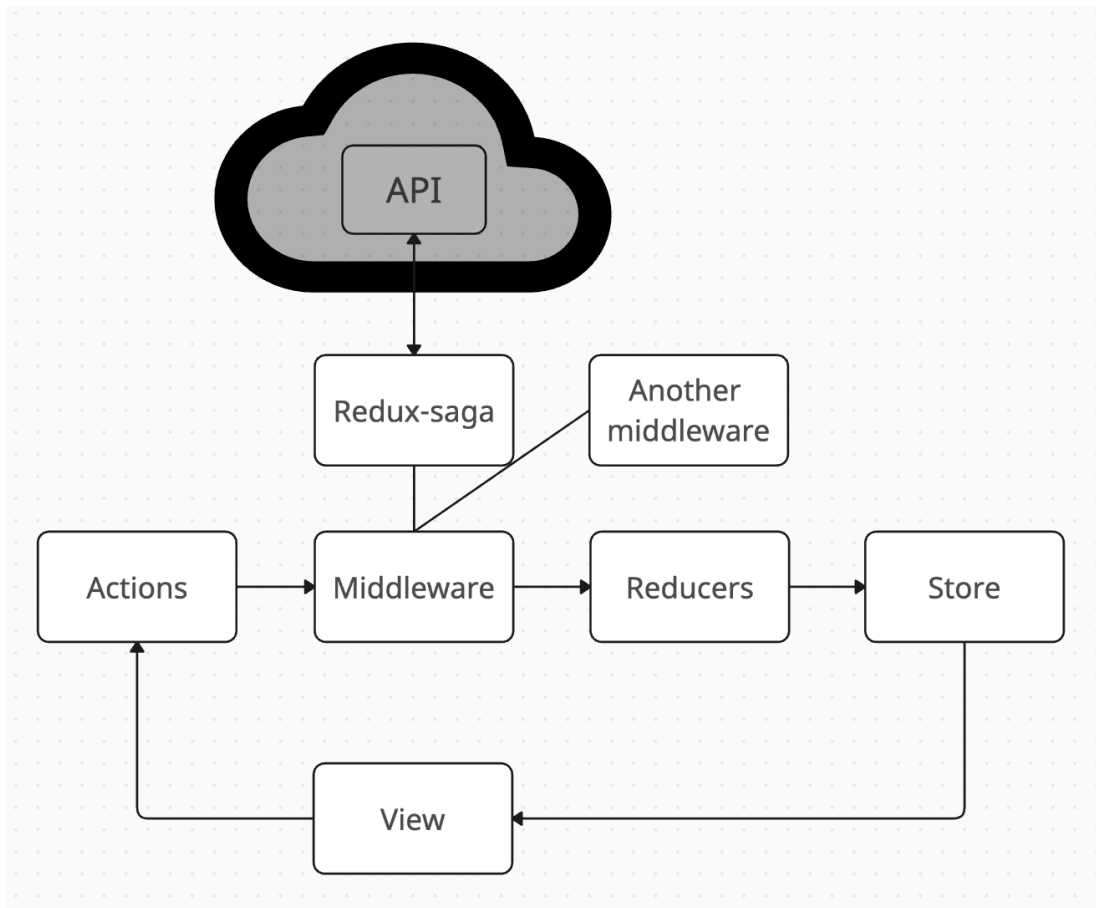 API
Redux-saga
Another
middleware
Actions
Middleware
Reducers
Store
View